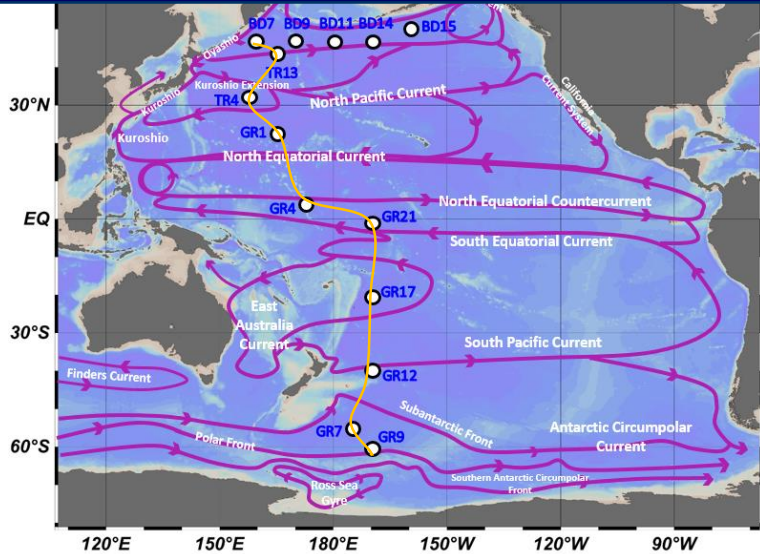 BD7 BD9 BD11 BD14 BD15
Oyashio
TR13
Kuroshio Extension
TR4
Kuroshio
North Pacific Current
California
Current System
30°N
GR1
Kuroshio
North Equatorial Current
North Equatorial Countercurrent
GR4
GR21
EQ
South Equatorial Current
GR17
East
Australia
Current
30°S
South Pacific Current
GR12
Finders Current
Subantarctic Front
GR7
GR9
Polar Front
Antarctic Circumpolar
Current
60°S
Ross Sea
Gyre
Southern Antarctic Circumpolar
Front
120°E 150°E 180°E 150°W 120°W 90°W